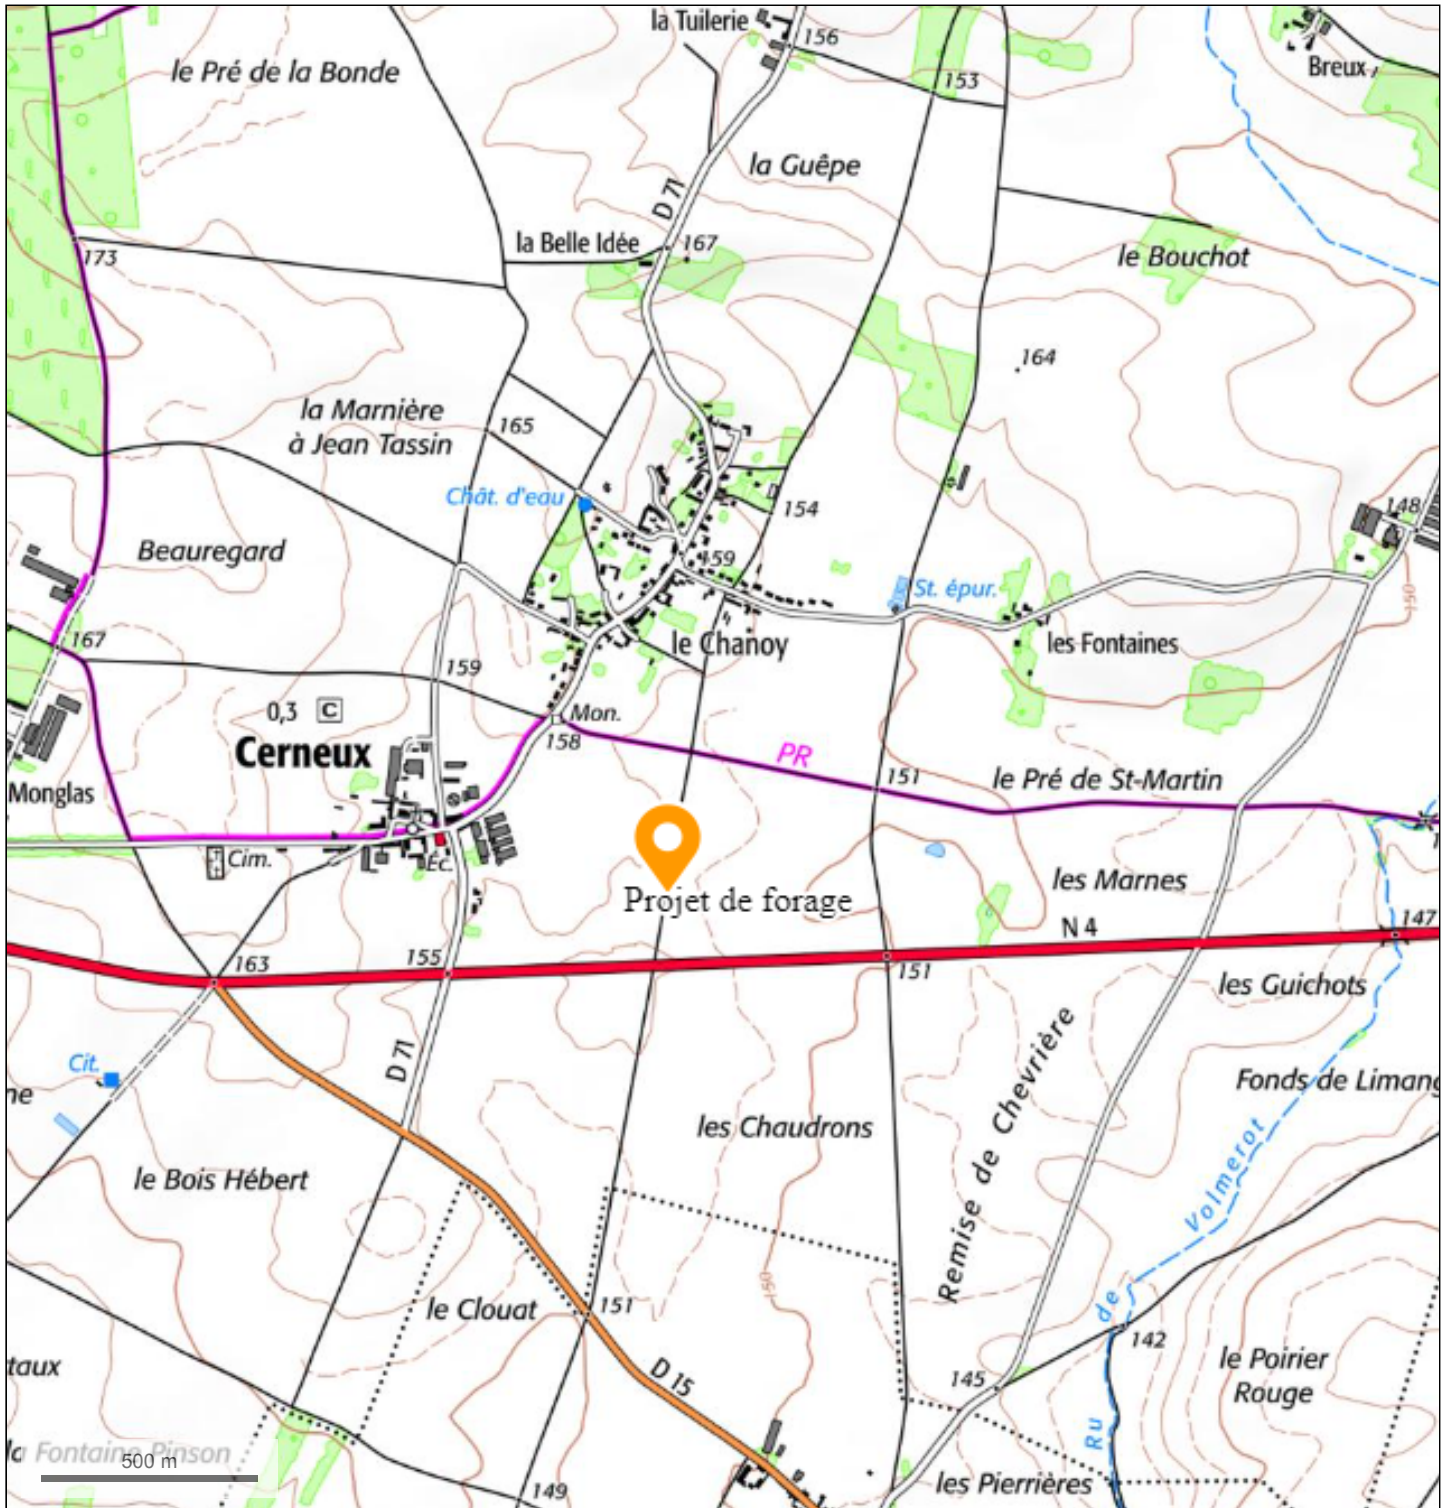 la Tuilerie
156
le Pré de la Bonde
Breux
153
la Guêpe
D 71
la Belle Idée
167
173
le Bouchot
164
la Marnière
à Jean Tassin
165
Chât. d'eau
154
148
Beauregard
159
St. épur.
150
167
le Chanoy
les Fontaines
159
0,3 C
Mon.
158
Cerneux
PR
151
le Pré de St-Martin
Monglas
Cim.
Éc.
Projet de forage
les Marnes
N 4
147
163
155
151
les Guichots
D 71
Cit.
ne
Remise de Chevrière
Fonds de Limang
les Chaudrons
le Bois Hébert
Ru de Volmerot
150
le Clouat
151
142
le Poirier
Rouge
taux
D 15
145
la Fontaine Pinson
500 m
149
les Pierrières